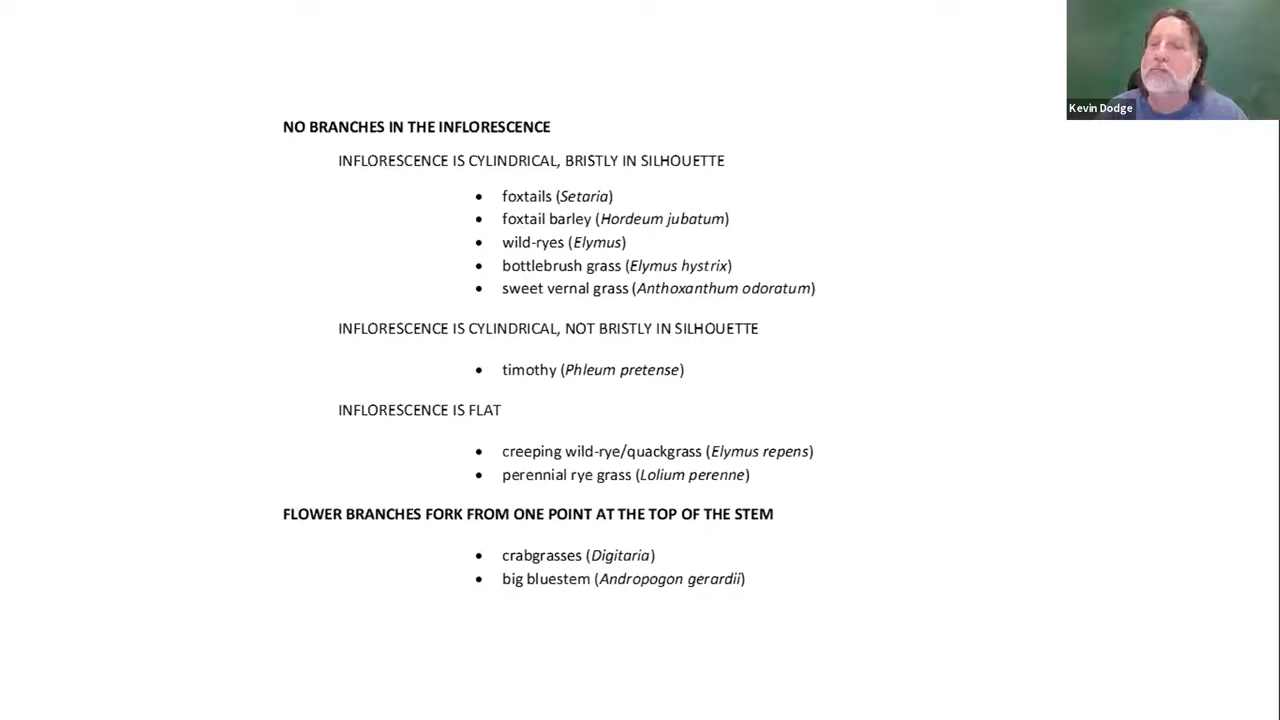 Kevin Dodge
NO BRANCHES IN THE INFLORESCENCE
INFLORESCENCE IS CYLINDRICAL, BRISTLY IN SILHOUETTE
• foxtails (Setaria)
• foxtail barley (Hordeum jubatum)
• wild-ryes (Elymus)
• bottlebrush grass (Elymus hystrix)
• sweet vernal grass (Anthoxanthum odoratum)
INFLORESCENCE IS CYLINDRICAL, NOT BRISTLY IN SILHOUETTE
• timothy (Phleum pretense)
INFLORESCENCE IS FLAT
• creeping wild-rye/quackgrass (Elymus repens)
• perennial rye grass (Lolium perenne)
FLOWER BRANCHES FORK FROM ONE POINT AT THE TOP OF THE STEM
• crabgrasses (Digitaria)
• big bluestem (Andropogon gerardii)